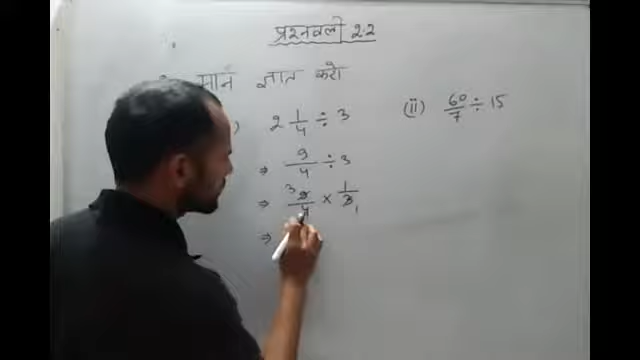 प्रश्नवली 2.2
मान ज्ञात करो
) 2 1/4 ÷ 3
(ii) 60/7 ÷ 15
⇒ 9/4 ÷ 3
⇒ 3 9/4 × 1/3 1
⇒